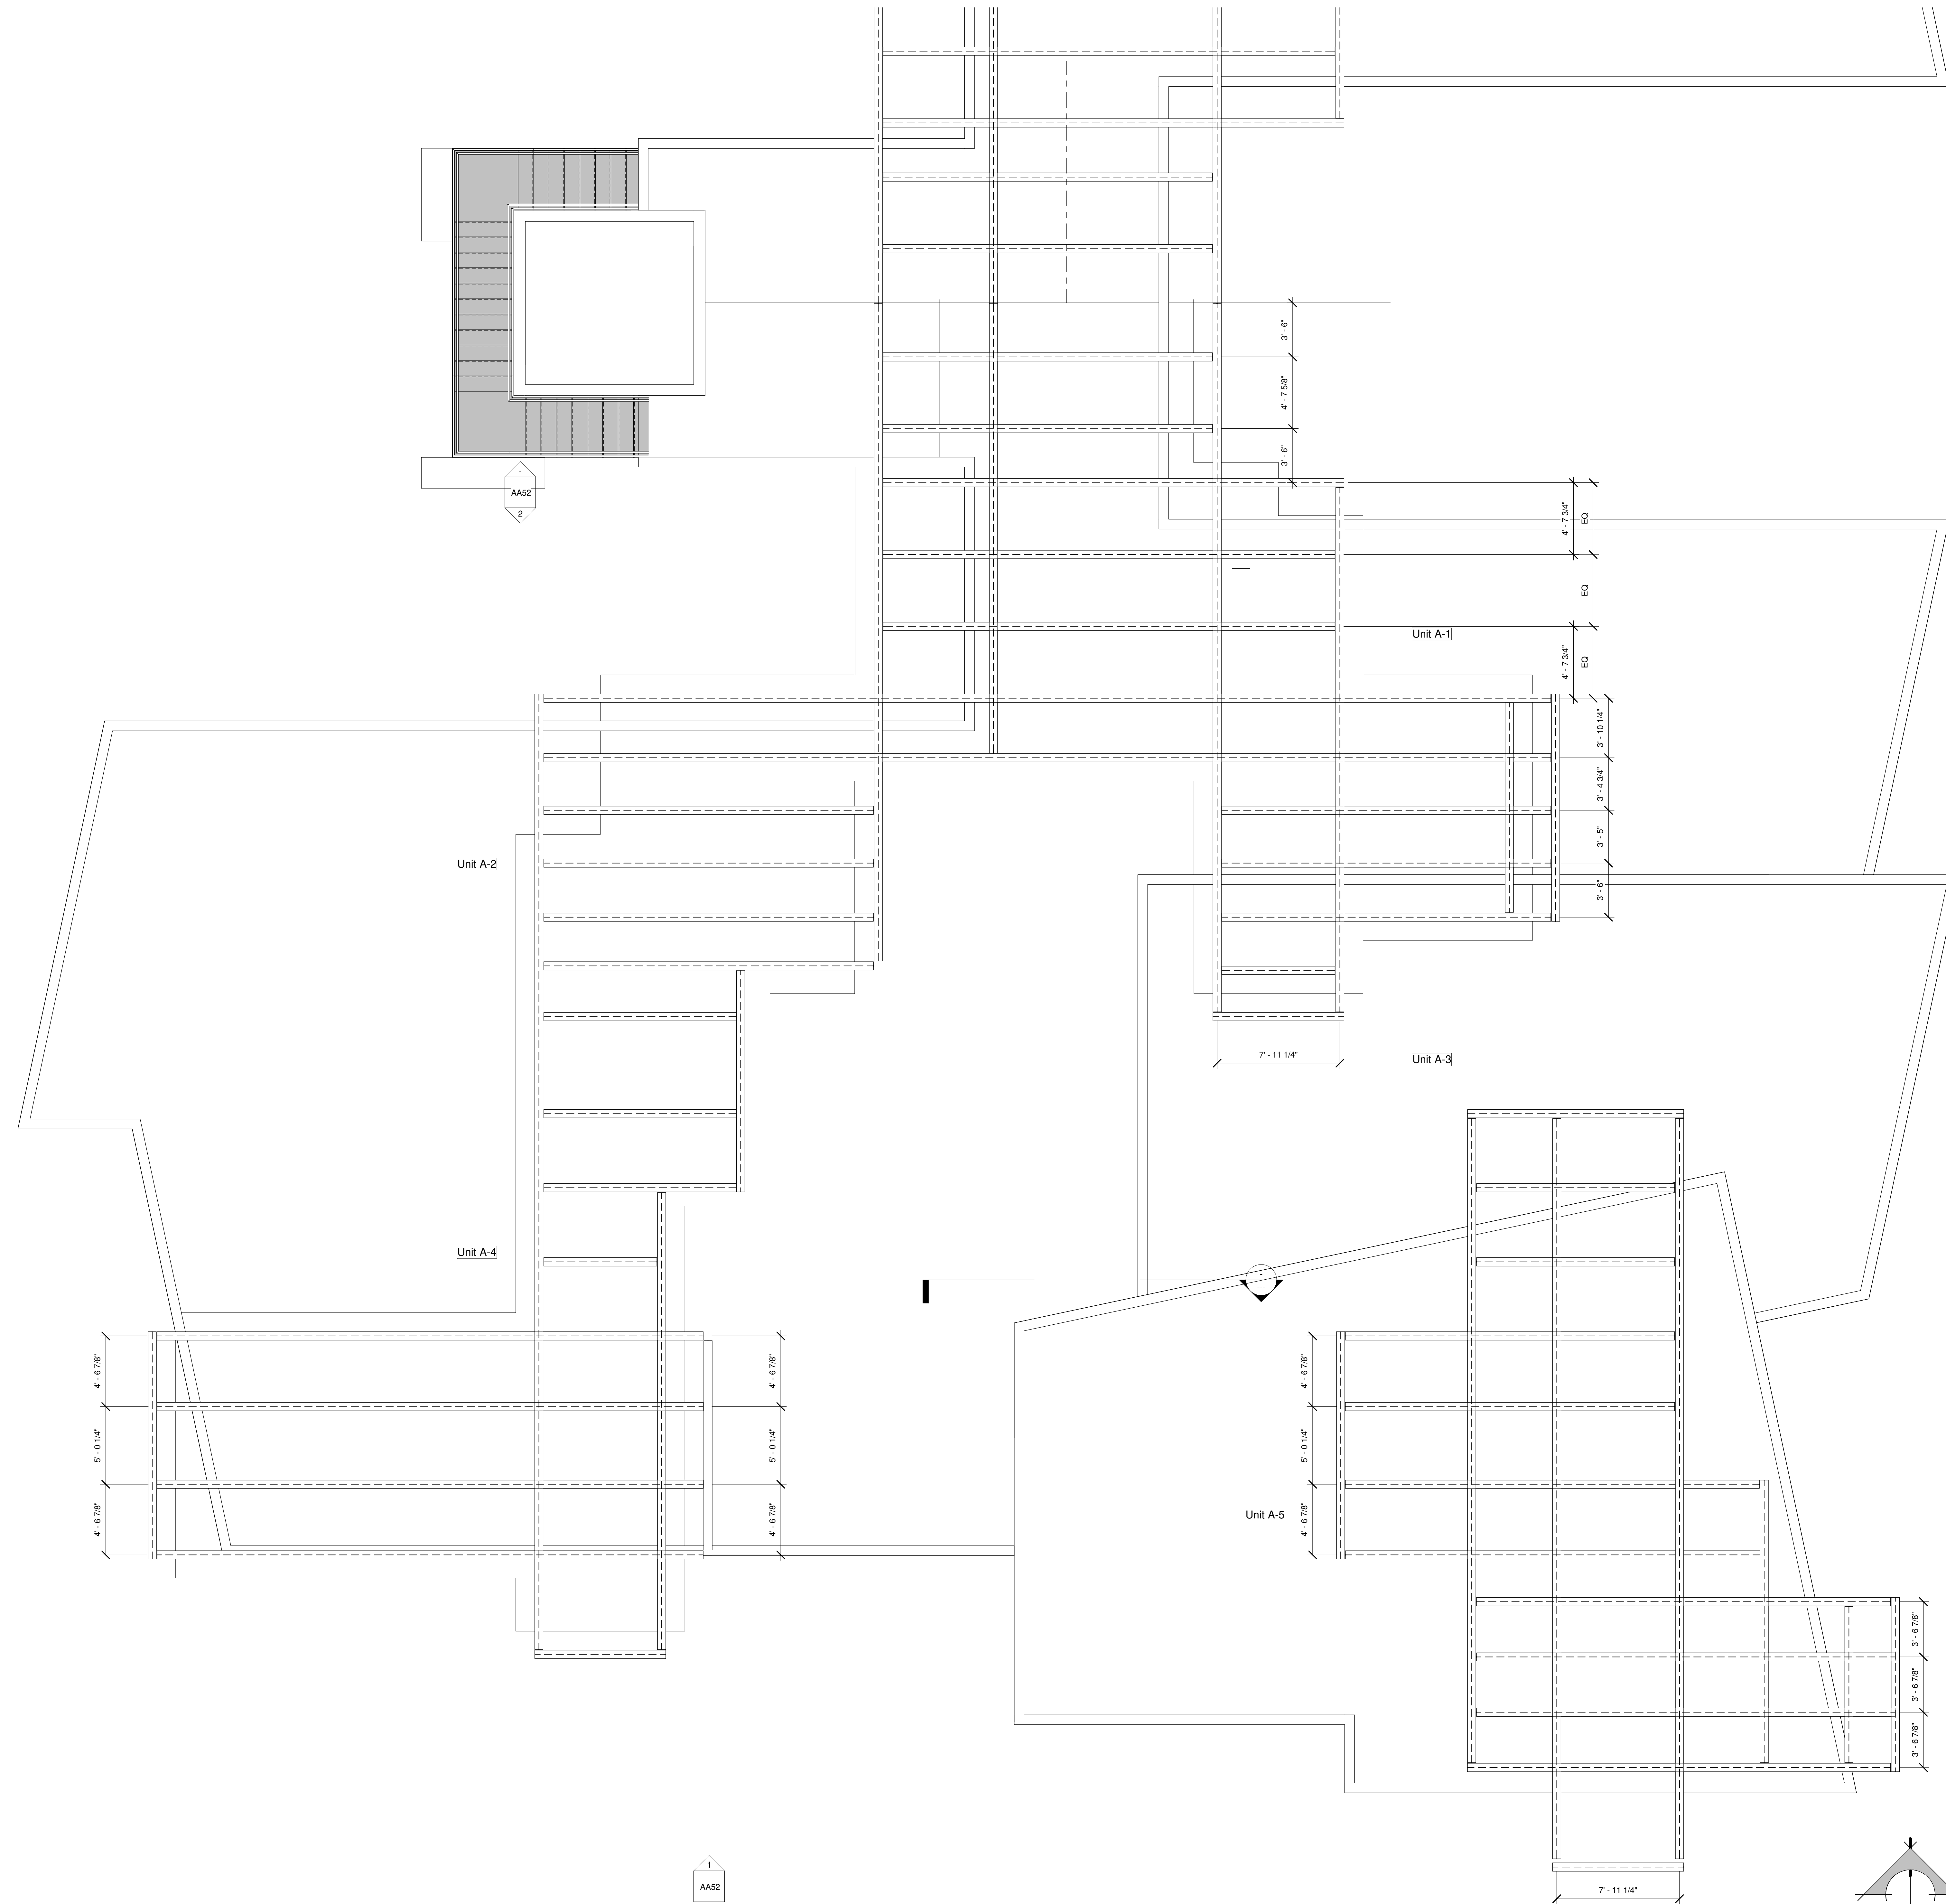 3' - 6"
4' - 7 5/8"
3' - 6"
-
AA52
2
4' - 7 3/4"
EQ
EQ
4' - 7 3/4"
EQ
Unit A-1
3' - 10 1/4"
3' - 4 3/4"
3' - 5"
3' - 6"
Unit A-2
7' - 11 1/4"
Unit A-3
Unit A-4
-
---
4' - 6 7/8"
5' - 0 1/4"
4' - 6 7/8"
4' - 6 7/8"
5' - 0 1/4"
4' - 6 7/8"
4' - 6 7/8"
5' - 0 1/4"
4' - 6 7/8"
Unit A-5
3' - 6 7/8"
3' - 6 7/8"
3' - 6 7/8"
1
AA52
7' - 11 1/4"